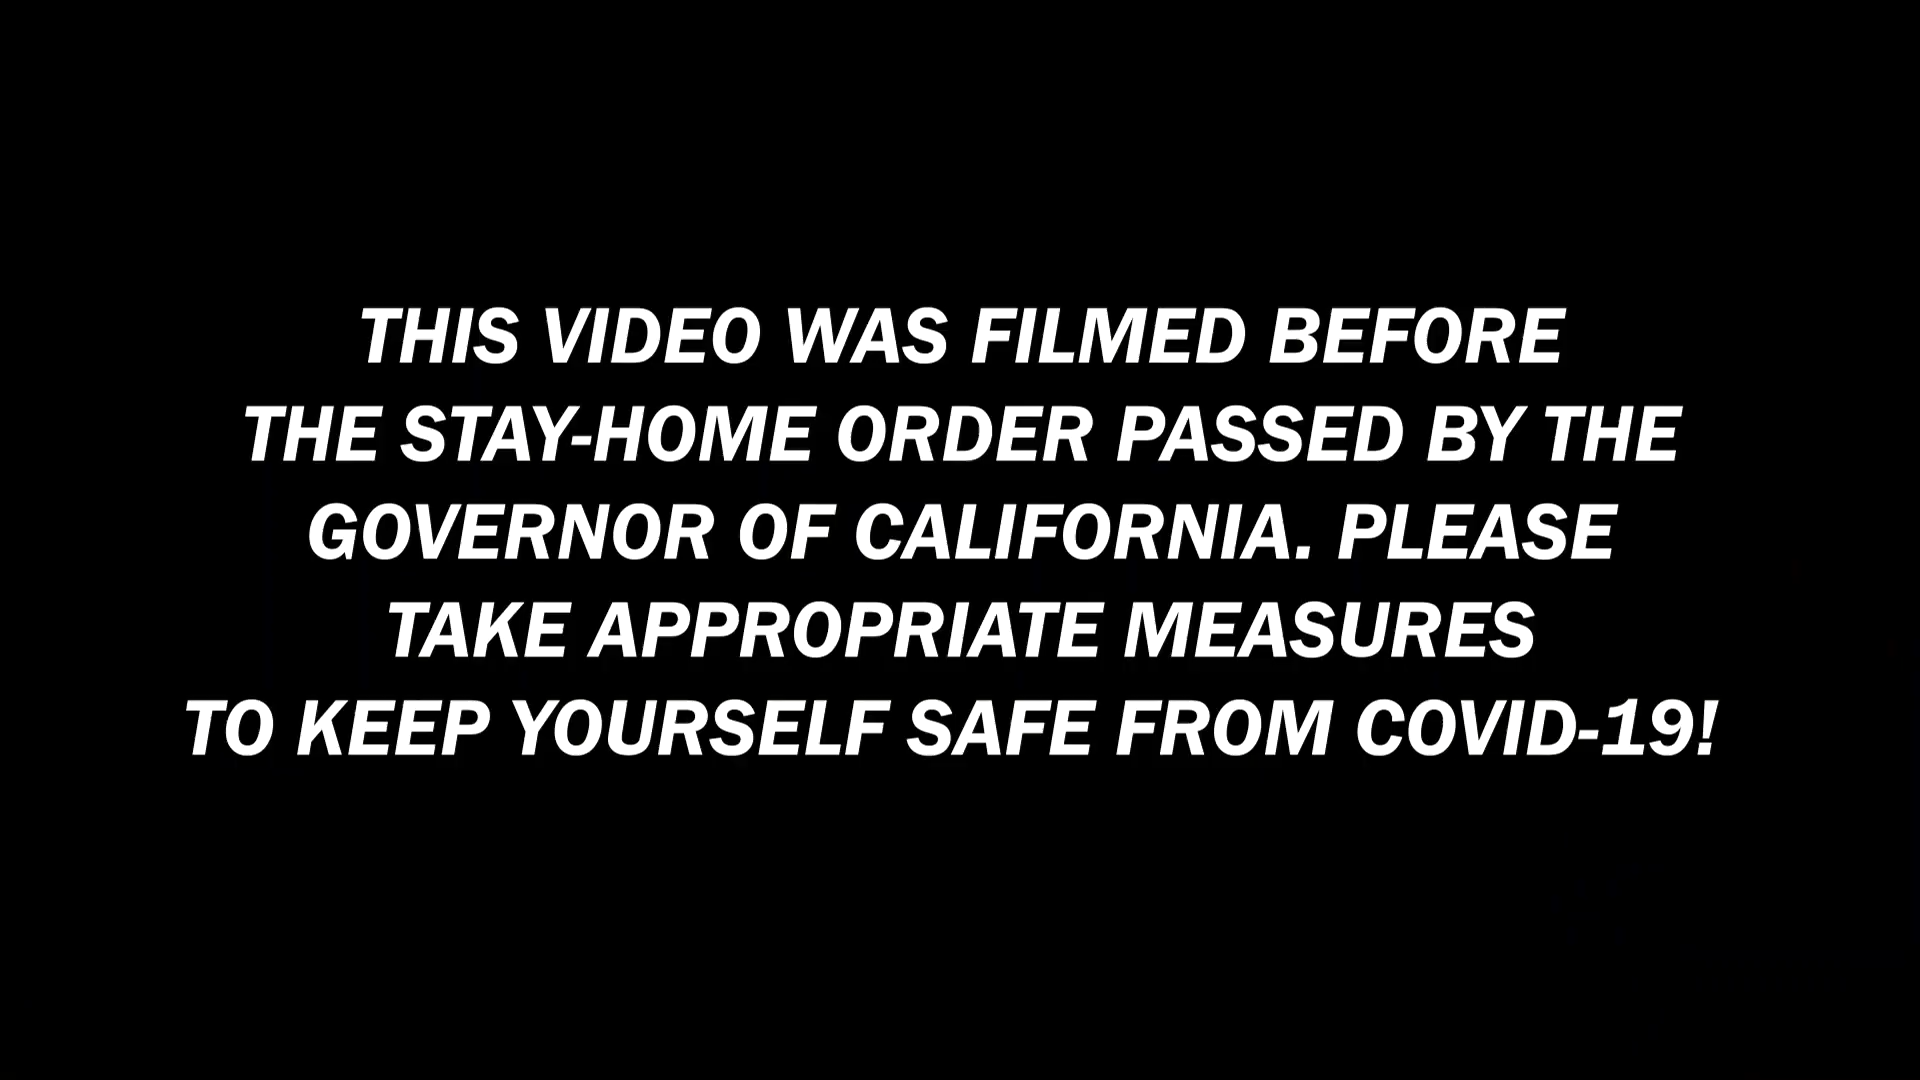 THIS VIDEO WAS FILMED BEFORE
THE STAY-HOME ORDER PASSED BY THE
GOVERNOR OF CALIFORNIA. PLEASE
TAKE APPROPRIATE MEASURES
TO KEEP YOURSELF SAFE FROM COVID-19!